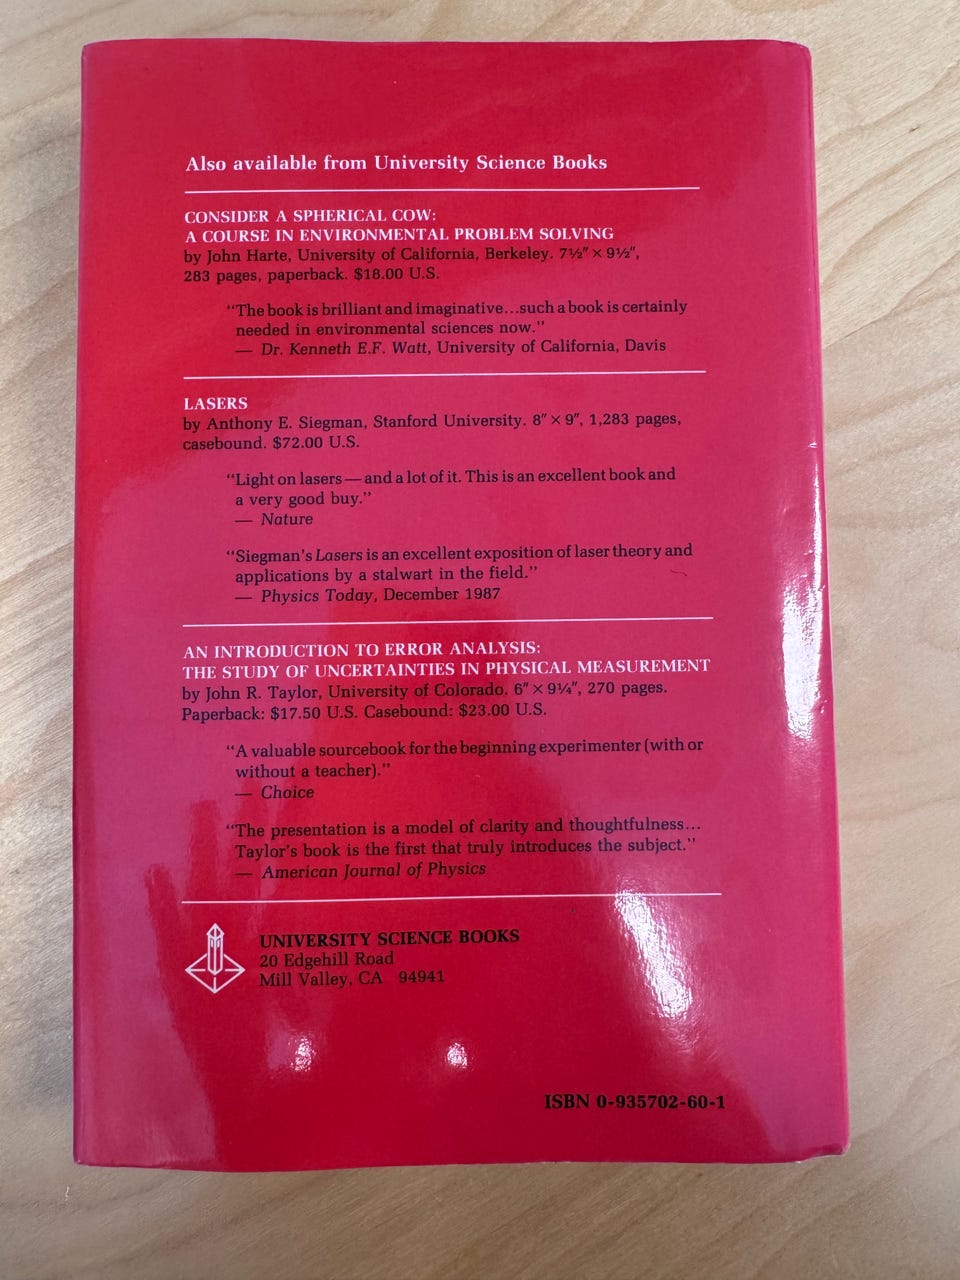 Also available from University Science Books
CONSIDER A SPHERICAL COW:
A COURSE IN ENVIRONMENTAL PROBLEM SOLVING
by John Harte, University of California, Berkeley. 7½″ × 9½″,
283 pages, paperback. $18.00 U.S.
“The book is brilliant and imaginative...such a book is certainly
needed in environmental sciences now.”
— Dr. Kenneth E.F. Watt, University of California, Davis
LASERS
by Anthony E. Siegman, Stanford University. 8″ × 9″, 1,283 pages,
casebound. $72.00 U.S.
“Light on lasers — and a lot of it. This is an excellent book and
a very good buy.”
— Nature
“Siegman's Lasers is an excellent exposition of laser theory and
applications by a stalwart in the field.”
— Physics Today, December 1987
AN INTRODUCTION TO ERROR ANALYSIS:
THE STUDY OF UNCERTAINTIES IN PHYSICAL MEASUREMENT
by John R. Taylor, University of Colorado. 6″ × 9¼″, 270 pages.
Paperback: $17.50 U.S. Casebound: $23.00 U.S.
“A valuable sourcebook for the beginning experimenter (with or
without a teacher).”
— Choice
“The presentation is a model of clarity and thoughtfulness...
Taylor's book is the first that truly introduces the subject.”
— American Journal of Physics
UNIVERSITY SCIENCE BOOKS
20 Edgehill Road
Mill Valley, CA 94941
ISBN 0-935702-60-1